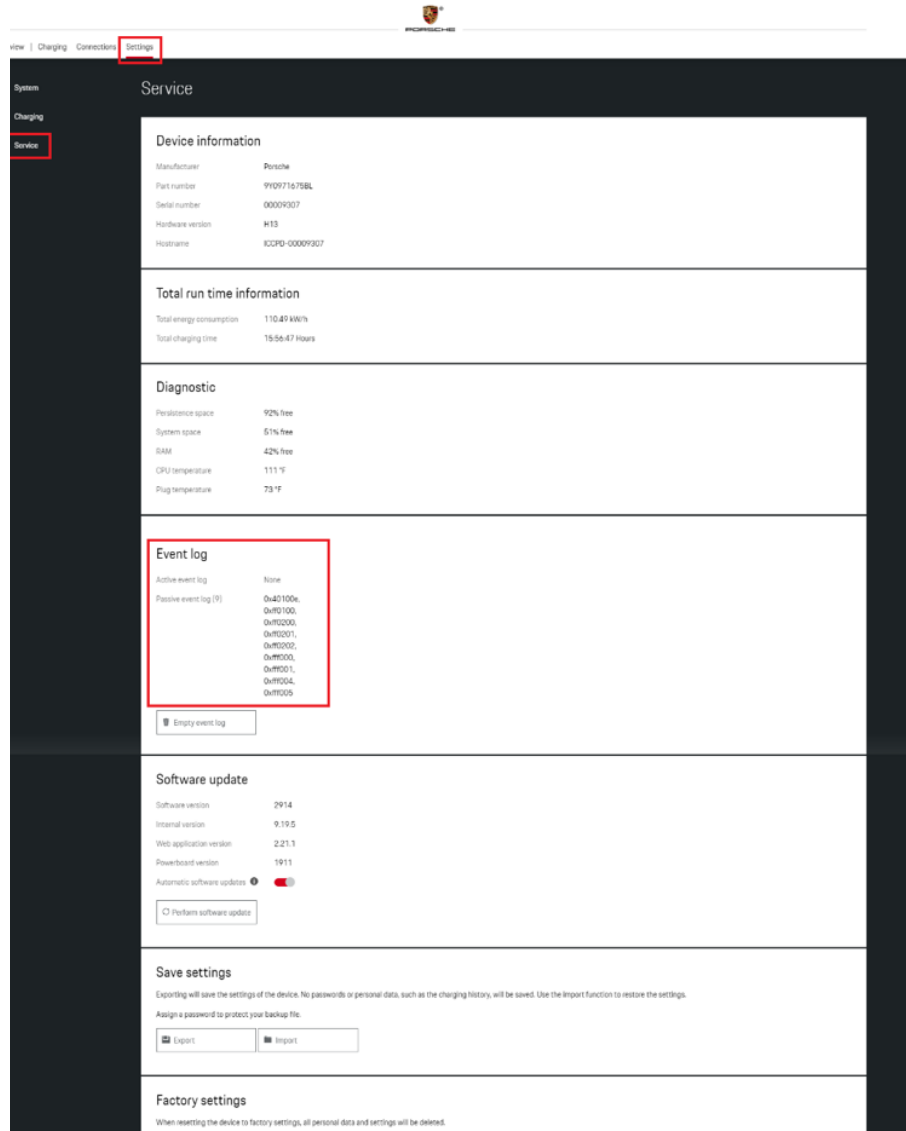 PORSCHE
view | Charging Connections Settings
System
Charging
Service
Service
Device information
Manufacturer Porsche
Part number 9Y0971675BL
Serial number 00009307
Hardware version H13
Hostname ICCPD-00009307
Total run time information
Total energy consumption 110.49 kW/h
Total charging time 15:56:47 Hours
Diagnostic
Persistence space 92% free
System space 51% free
RAM 42% free
CPU temperature 111 °F
Plug temperature 73 °F
Event log
Active event log None
Passive event log (9) 0x40100e,
0xff0100,
0xff0200,
0xff0201,
0xff0202,
0xfff000,
0xfff001,
0xfff004,
0xfff005
Empty event log
Software update
Software version 2914
Internal version 9.19.5
Web application version 2.21.1
Powerboard version 1911
Automatic software updates
Perform software update
Save settings
Exporting will save the settings of the device. No passwords or personal data, such as the charging history, will be saved. Use the Import function to restore the settings.
Assign a password to protect your backup file.
Export Import
Factory settings
When resetting the device to factory settings, all personal data and settings will be deleted.